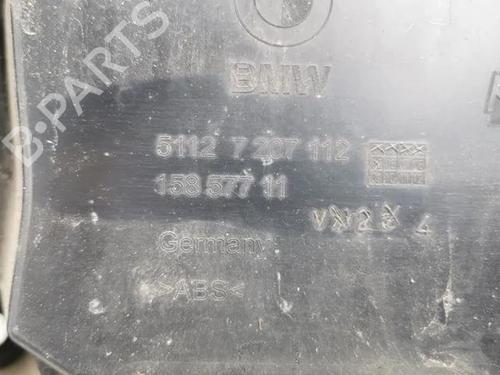 B-PARTS
BMW
5112 7 207 112
158 577 11
Germany
>ABS<